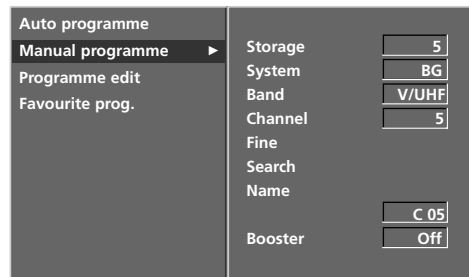 Auto programme
Manual programme ►
Programme edit
Favourite prog.
Storage 5
System BG
Band V/UHF
Channel 5
Fine
Search
Name
C 05
Booster Off